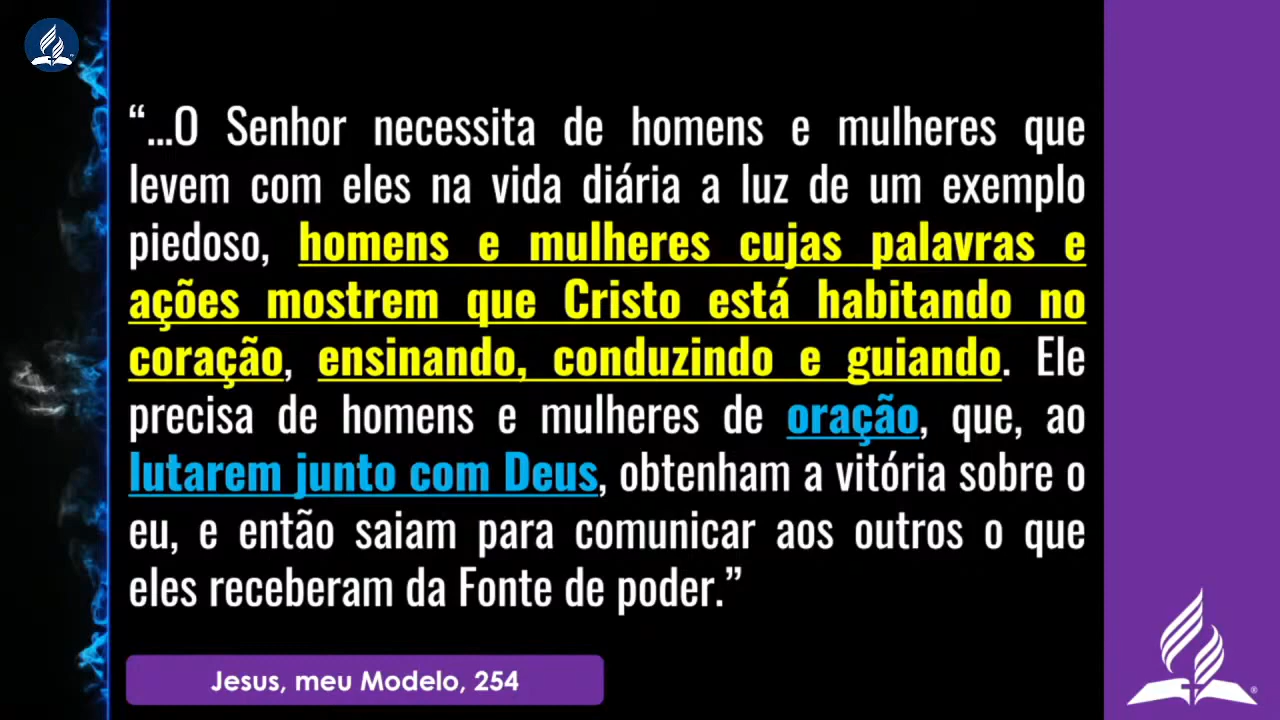 “...O Senhor necessita de homens e mulheres que
levem com eles na vida diária a luz de um exemplo
piedoso, homens e mulheres cujas palavras e
ações mostrem que Cristo está habitando no
coração, ensinando, conduzindo e guiando. Ele
precisa de homens e mulheres de oração, que, ao
lutarem junto com Deus, obtenham a vitória sobre o
eu, e então saiam para comunicar aos outros o que
eles receberam da Fonte de poder.”
Jesus, meu Modelo, 254